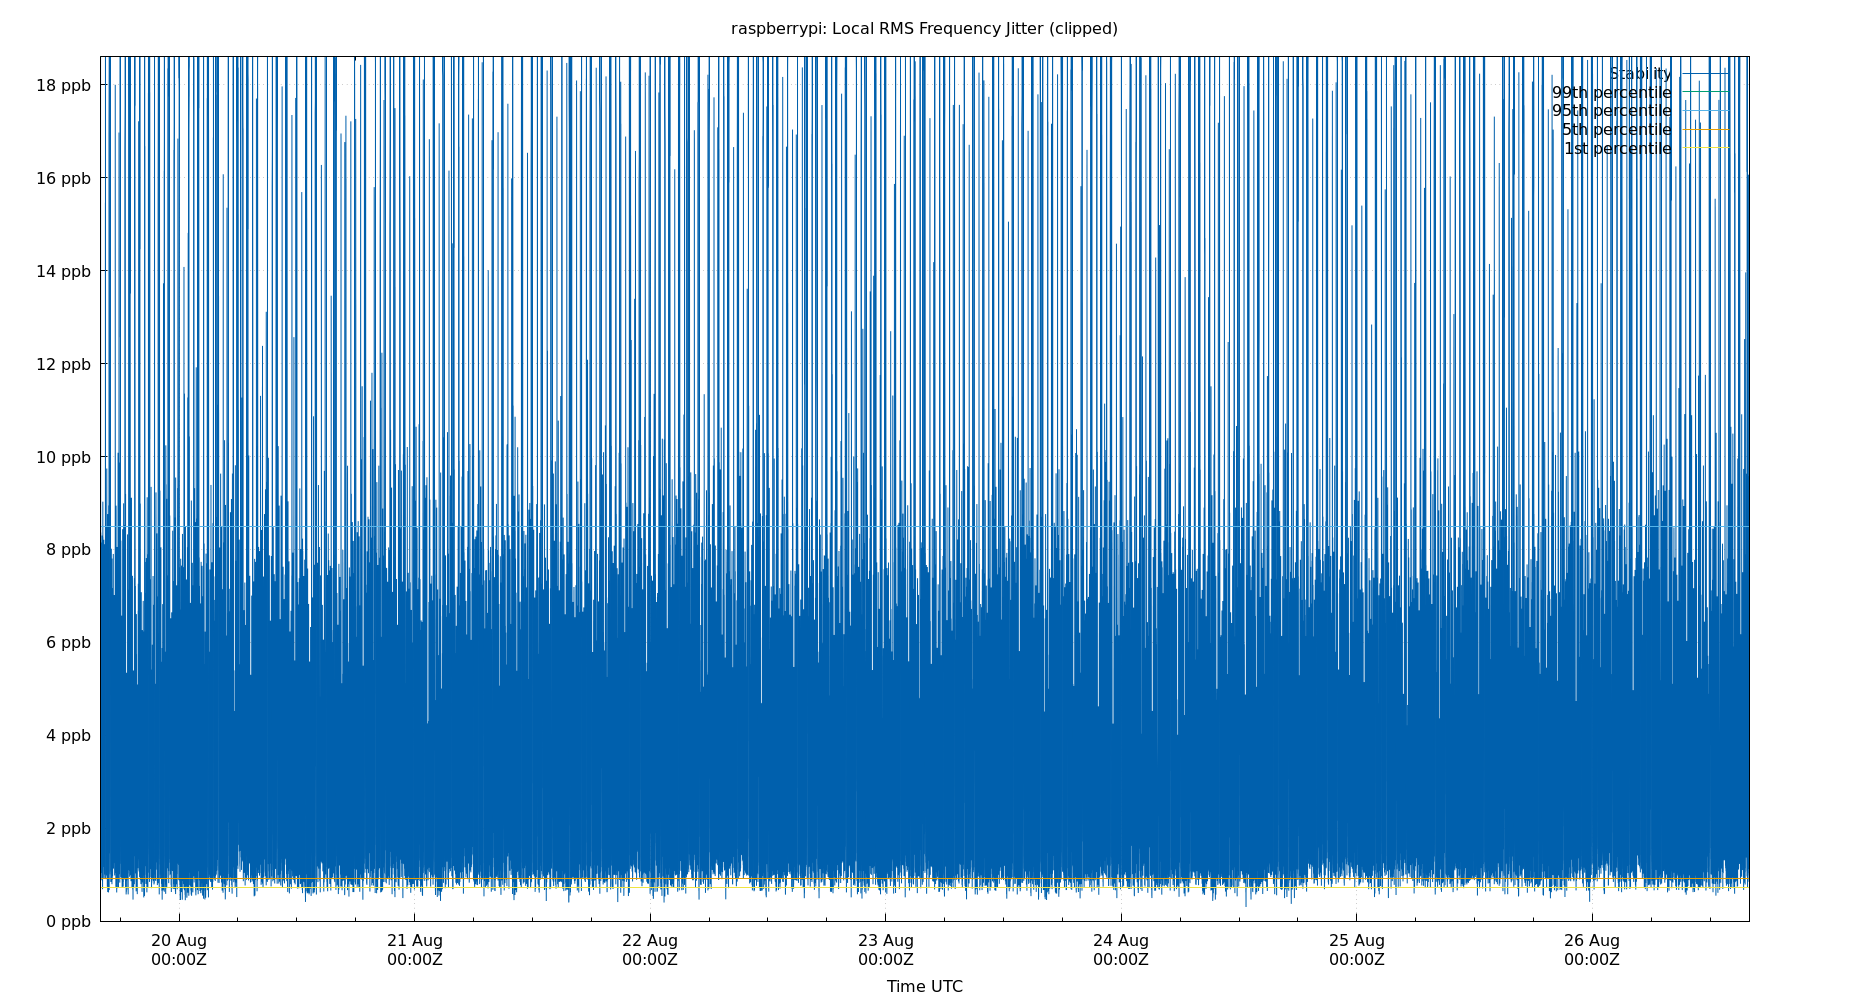 raspberrypi: Local RMS Frequency Jitter (clipped)
Stability
99th percentile
95th percentile
5th percentile
1st percentile
18 ppb
16 ppb
14 ppb
12 ppb
10 ppb
8 ppb
6 ppb
4 ppb
2 ppb
0 ppb
20 Aug 21 Aug 22 Aug 23 Aug 24 Aug 25 Aug 26 Aug
00:00Z 00:00Z 00:00Z 00:00Z 00:00Z 00:00Z 00:00Z
Time UTC